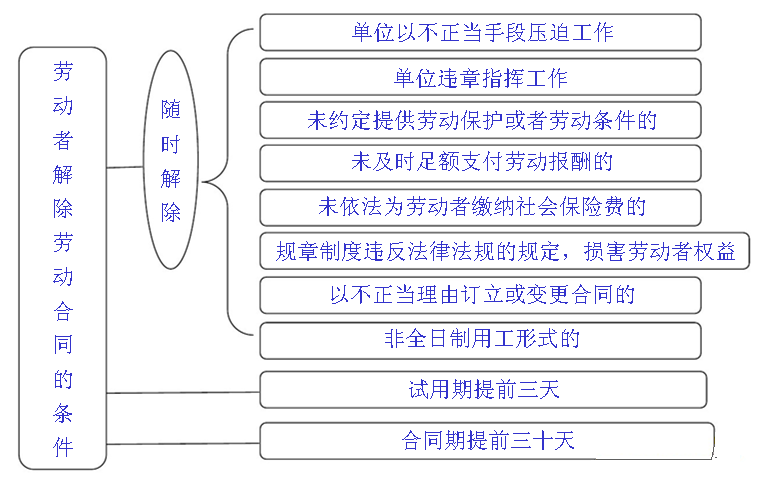 劳动者解除劳动合同的条件
随时解除
单位以不正当手段压迫工作
单位违章指挥工作
未约定提供劳动保护或者劳动条件的
未及时足额支付劳动报酬的
未依法为劳动者缴纳社会保险费的
规章制度违反法律法规的规定，损害劳动者权益
以不正当理由订立或变更合同的
非全日制用工形式的
试用期提前三天
合同期提前三十天